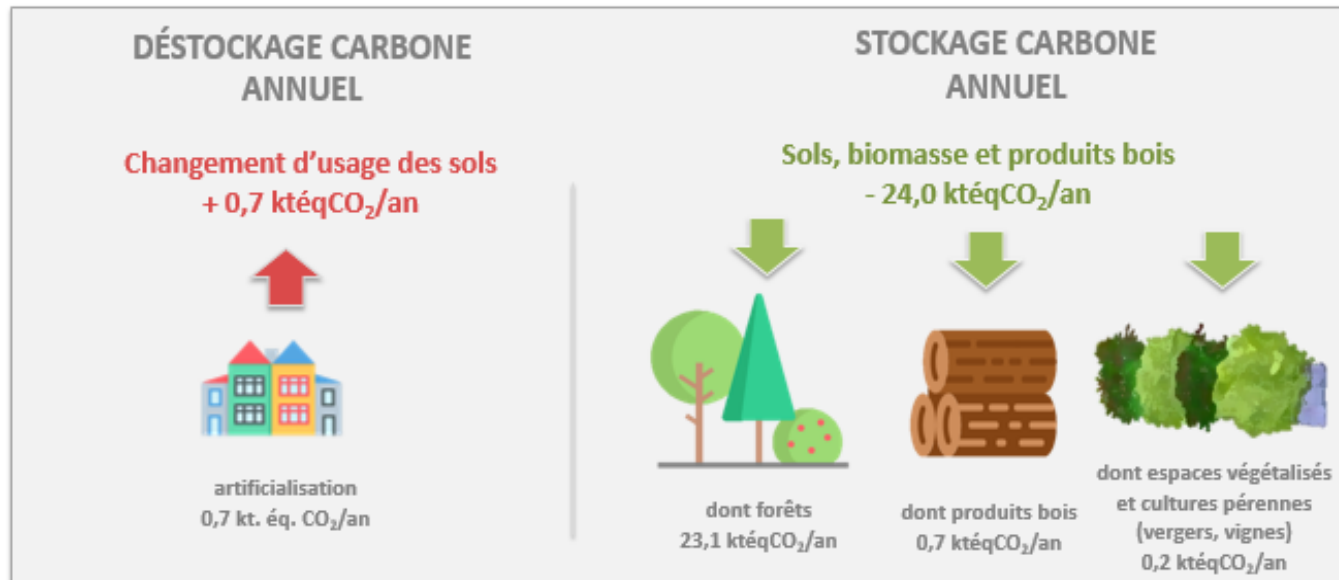 DÉSTOCKAGE CARBONE
ANNUEL
Changement d’usage des sols
+ 0,7 ktéqCO₂/an
artificialisation
0,7 kt. éq. CO₂/an
STOCKAGE CARBONE
ANNUEL
Sols, biomasse et produits bois
- 24,0 ktéqCO₂/an
dont forêts
23,1 ktéqCO₂/an
dont produits bois
0,7 ktéqCO₂/an
dont espaces végétalisés
et cultures pérennes
(vergers, vignes)
0,2 ktéqCO₂/an